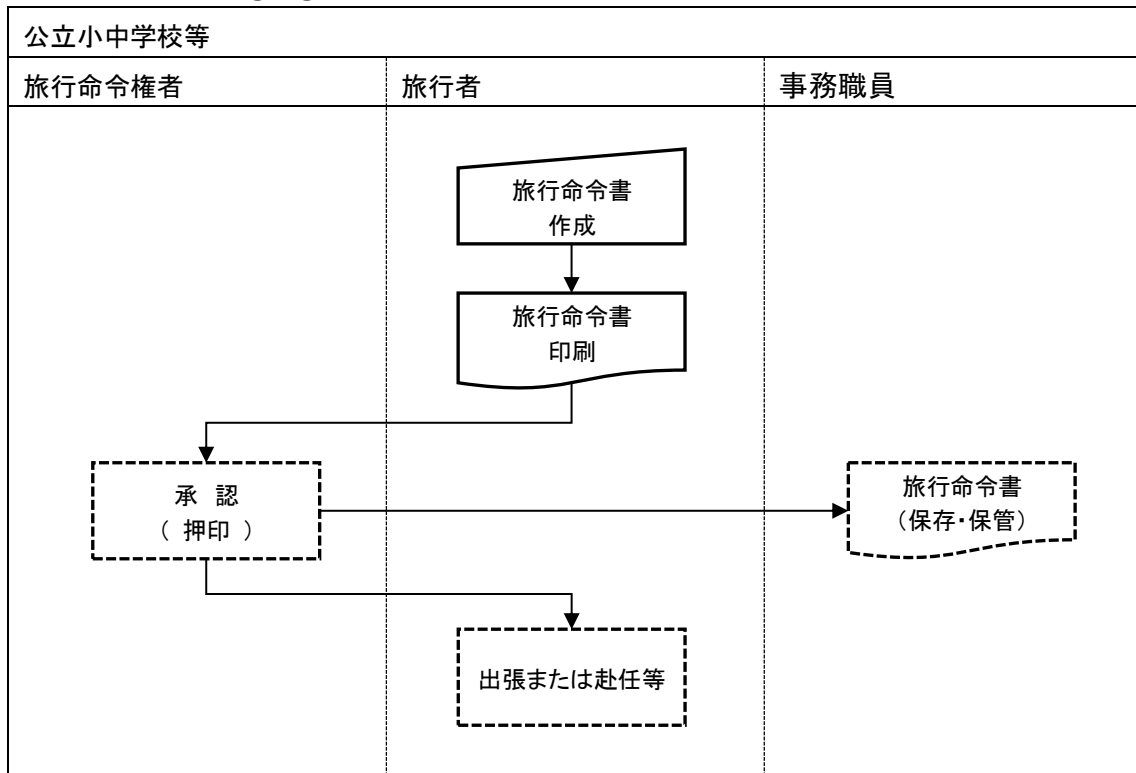 公立小中学校等
旅行命令権者
旅行者
事務職員
旅行命令書
作成
旅行命令書
印刷
承 認
( 押印 )
旅行命令書
(保存・保管)
出張または赴任等